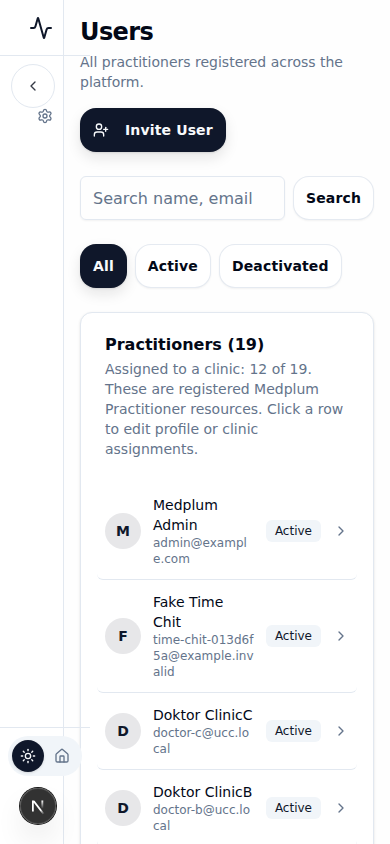 Users
All practitioners registered across the
platform.
Invite User
Search name, email
Search
All
Active
Deactivated
Practitioners (19)
Assigned to a clinic: 12 of 19.
These are registered Medplum
Practitioner resources. Click a row
to edit profile or clinic
assignments.
M
Medplum
Admin
admin@exampl
e.com
Active
F
Fake Time
Chit
time-chit-013d6f
5a@example.inv
alid
Active
D
Doktor ClinicC
doctor-c@ucc.lo
cal
Active
D
Doktor ClinicB
doctor-b@ucc.lo
cal
Active
N